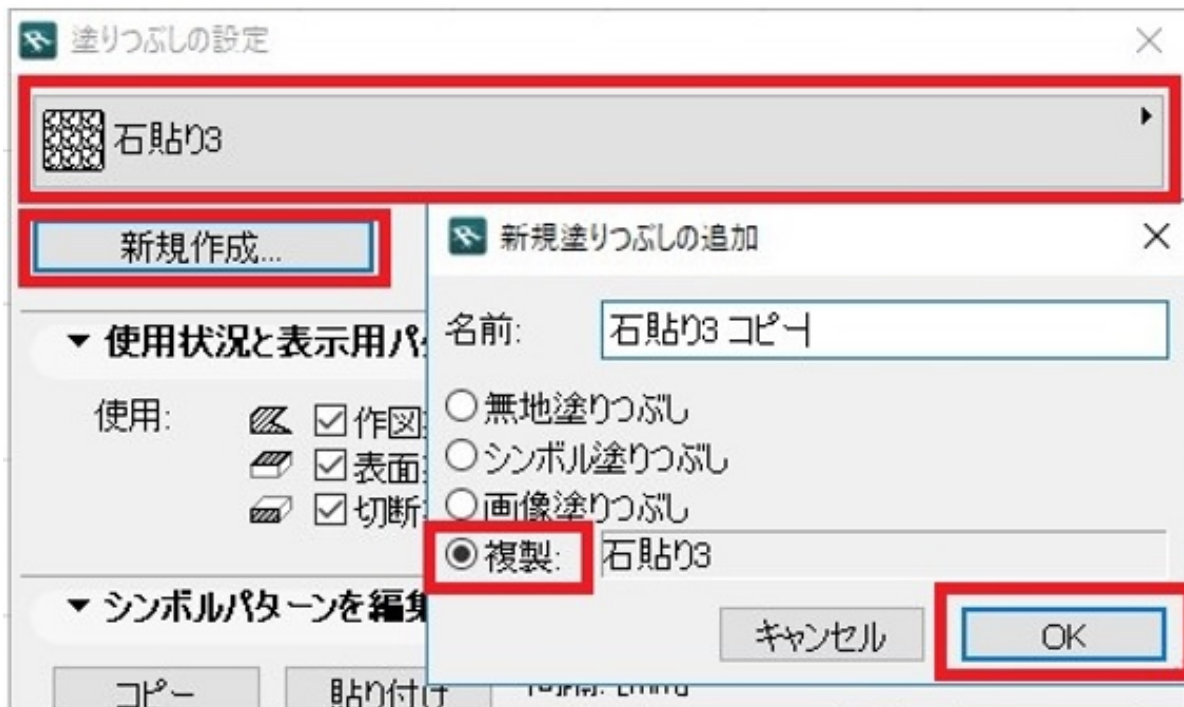 塗りつぶしの設定
石貼り3
新規作成...
新規塗りつぶしの追加
名前: 石貼り3 コピー
無地塗りつぶし
シンボル塗りつぶし
画像塗りつぶし
複製: 石貼り3
キャンセル OK
使用状況と表示用パ
使用: 作図
表面
切断
シンボルパターンを編集
コピー 貼り付け